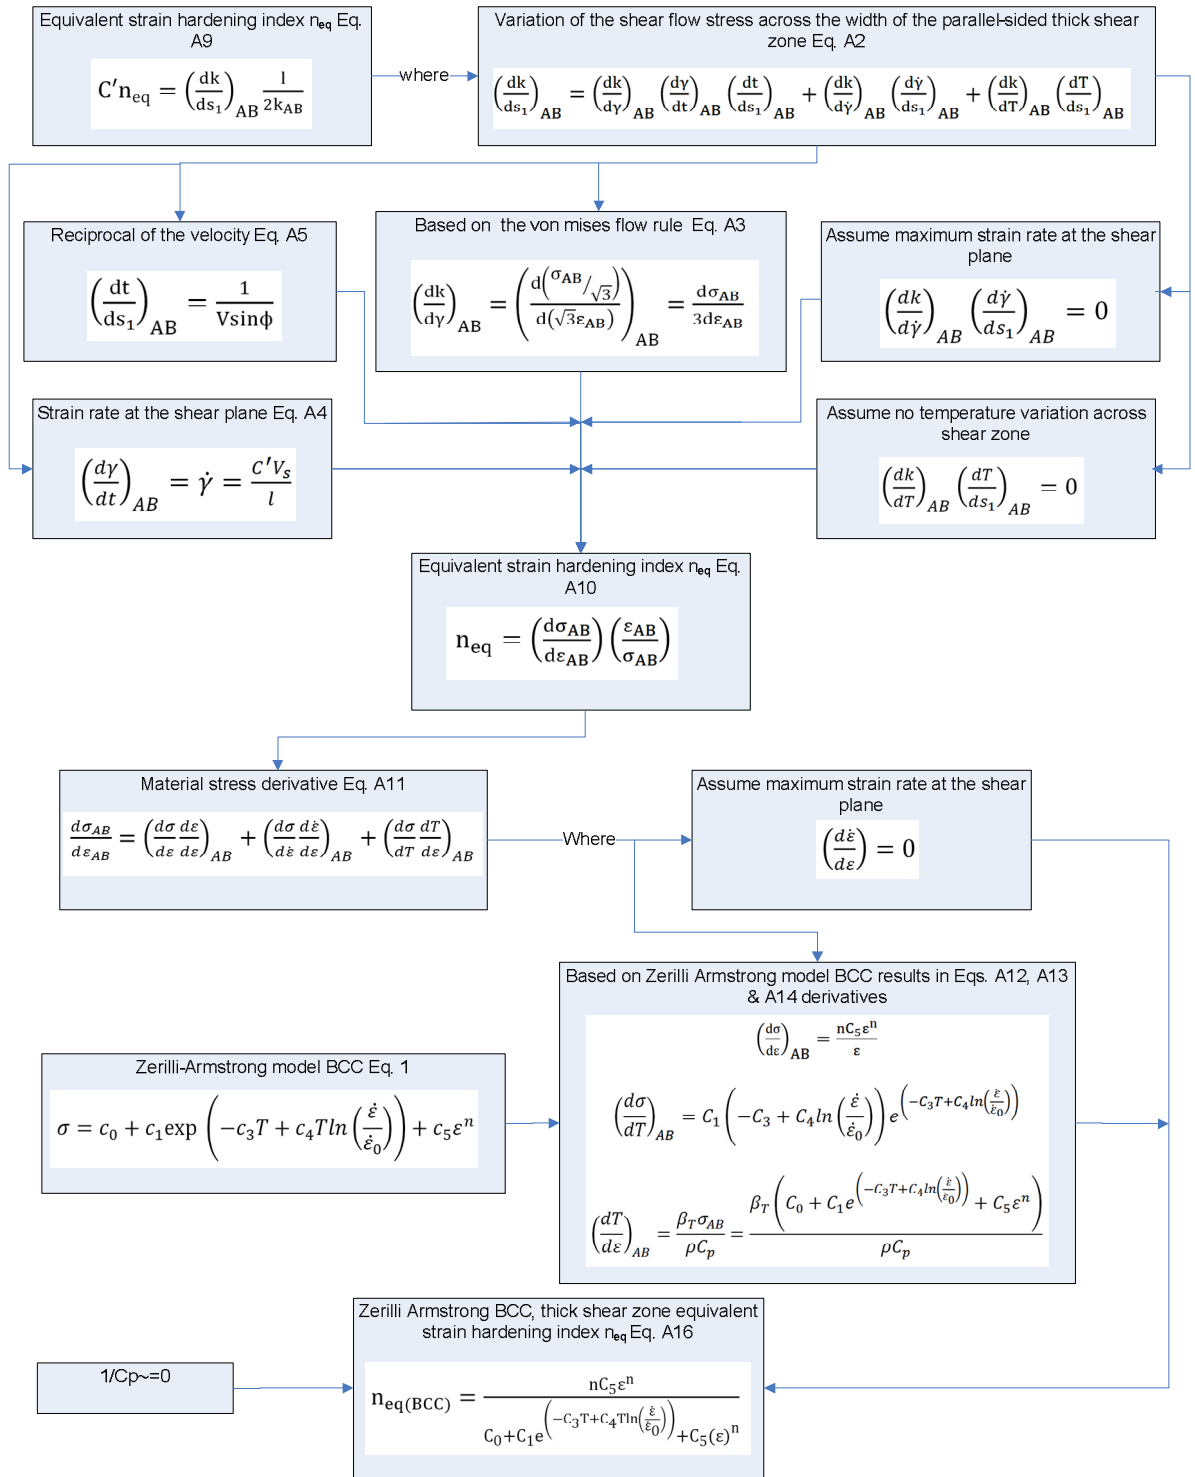 Equivalent strain hardening index n_eq Eq.
A9
C′n_eq = (dk/ds₁)_AB l/2k_AB
where
Variation of the shear flow stress across the width of the parallel-sided thick shear
zone Eq. A2
(dk/ds₁)_AB = (dk/dγ)_AB (dγ/dt)_AB (dt/ds₁)_AB + (dk/dγ̇)_AB (dγ̇/ds₁)_AB + (dk/dT)_AB (dT/ds₁)_AB
Reciprocal of the velocity Eq. A5
(dt/ds₁)_AB = 1/Vsinϕ
Based on the von mises flow rule Eq. A3
(dk/dγ)_AB = (d(σ_AB/√3)/d(√3ε_AB))_AB = dσ_AB/3dε_AB
Assume maximum strain rate at the shear
plane
(dk/dγ̇)_AB (dγ̇/ds₁)_AB = 0
Strain rate at the shear plane Eq. A4
(dγ/dt)_AB = γ̇ = C′V_s/l
Assume no temperature variation across
shear zone
(dk/dT)_AB (dT/ds₁)_AB = 0
Equivalent strain hardening index n_eq Eq.
A10
n_eq = (dσ_AB/dε_AB) (ε_AB/σ_AB)
Material stress derivative Eq. A11
dσ_AB/dε_AB = (dσ/dε dε/dε)_AB + (dσ/dε̇ dε̇/dε)_AB + (dσ/dT dT/dε)_AB
Where
Assume maximum strain rate at the shear
plane
(dε̇/dε) = 0
Based on Zerilli Armstrong model BCC results in Eqs. A12, A13
& A14 derivatives
(dσ/dε)_AB = nC₅εⁿ/ε
(dσ/dT)_AB = C₁(−C₃ + C₄ln(ε̇/ε̇₀))e^(−C₃T+C₄ln(ε̇/ε̇₀))
(dT/dε)_AB = β_Tσ_AB/ρC_p = β_T(C₀ + C₁e^(−C₃T+C₄ln(ε̇/ε̇₀)) + C₅εⁿ)/ρC_p
Zerilli-Armstrong model BCC Eq. 1
σ = c₀ + c₁exp(−c₃T + c₄Tln(ε̇/ε̇₀)) + c₅εⁿ
Zerilli Armstrong BCC, thick shear zone equivalent
strain hardening index n_eq Eq. A16
n_eq(BCC) = nC₅εⁿ/C₀+C₁e^(−C₃T+C₄Tln(ε̇/ε̇₀))+C₅(ε)ⁿ
1/Cp~=0